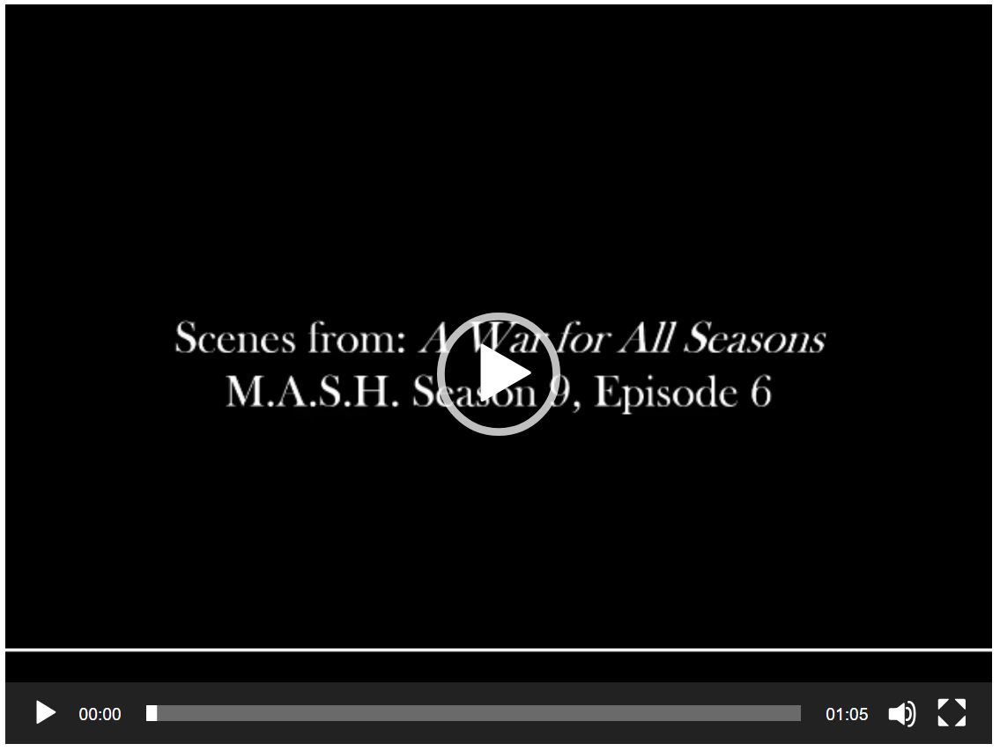 Scenes from: A War for All Seasons
M.A.S.H. Season 9, Episode 6
00:00
01:05